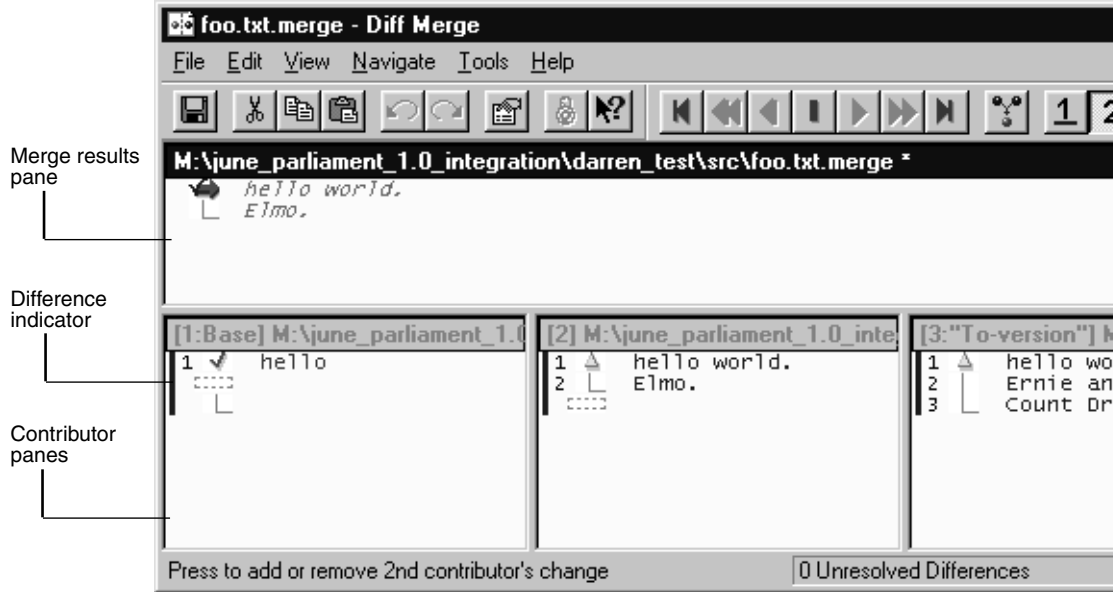 foo.txt.merge - Diff Merge
File Edit View Navigate Tools Help
1 2
Merge results
pane
M:\june_parliament_1.0_integration\darren_test\src\foo.txt.merge *
hello world.
Elmo.
Difference
indicator
[1:Base] M:\june_parliament_1.0
1 hello
[2] M:\june_parliament_1.0_inte
1 hello world.
2 Elmo.
[3:"To-version"] M
1 hello wo
2 Ernie an
3 Count Dr
Contributor
panes
Press to add or remove 2nd contributor's change
0 Unresolved Differences